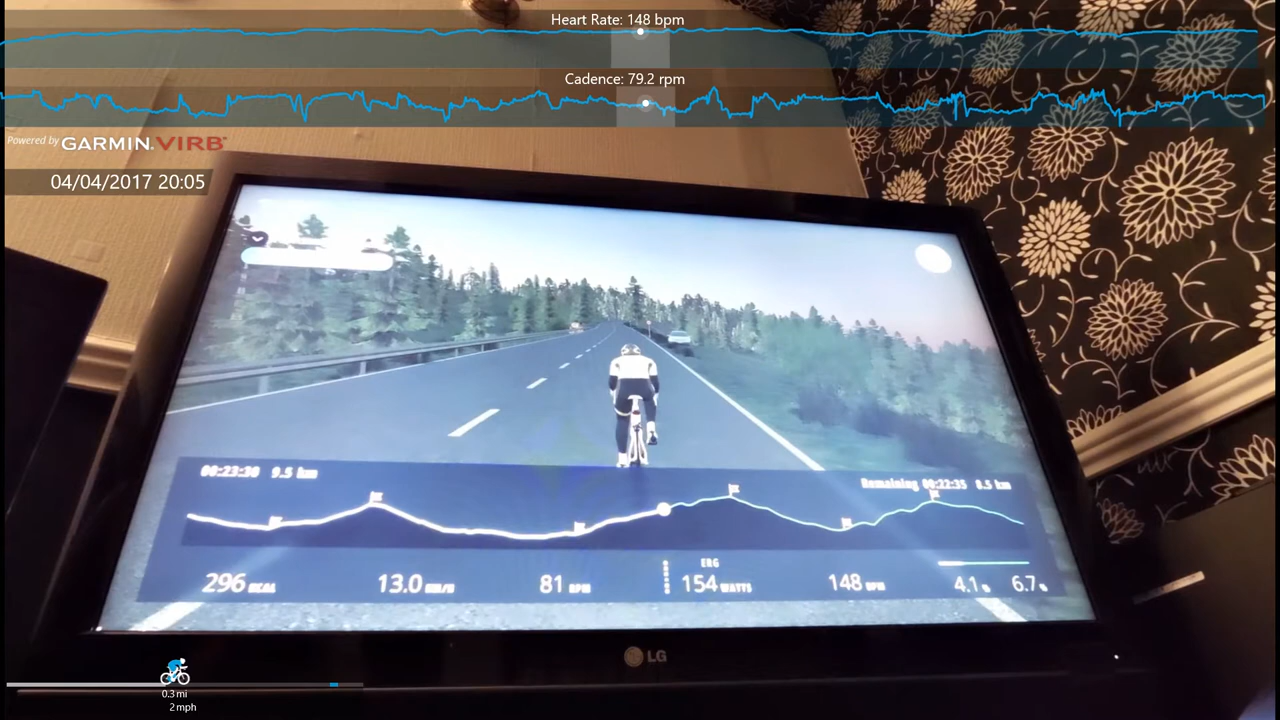 Heart Rate: 148 bpm
Cadence: 79.2 rpm
Powered by GARMIN VIRB
04/04/2017 20:05
00:23:30 9.5 km
Remaining 00:22:35 8.5 km
ERG
296 KCAL 13.0 KM/H 81 RPM 154 WATTS 148 BPM 4.1% 6.7%
LG
0.3 mi
2 mph